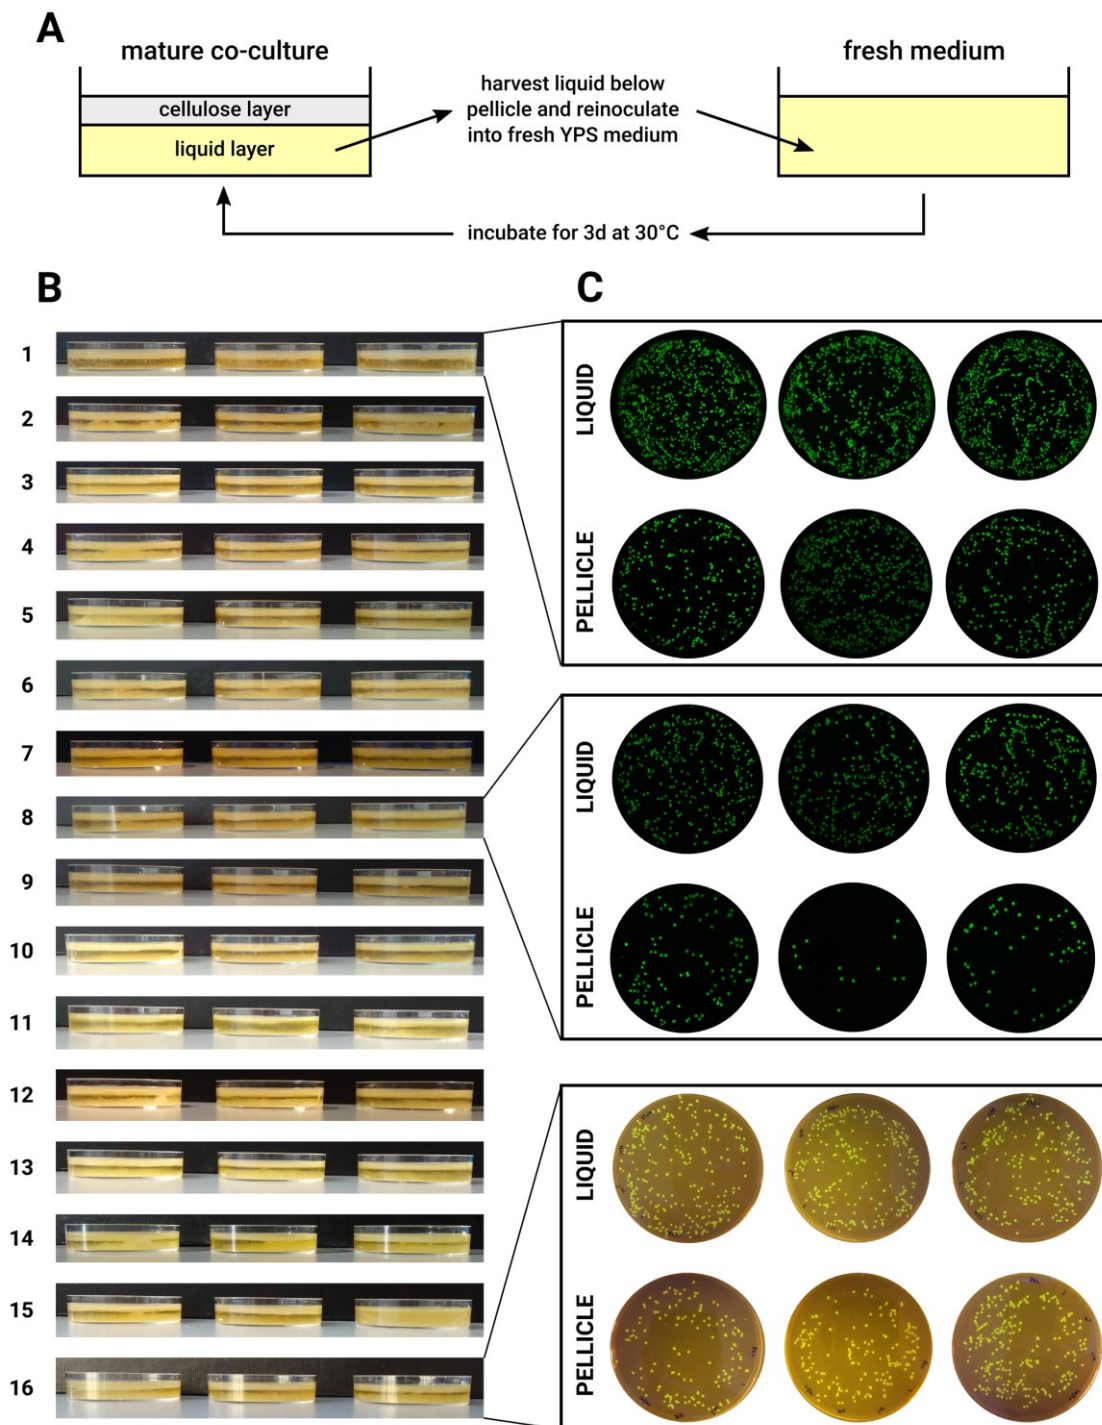 A
mature co-culture
cellulose layer
liquid layer
harvest liquid below
pellicle and reinoculate
into fresh YPS medium
fresh medium
incubate for 3d at 30°C
B
1
2
3
4
5
6
7
8
9
10
11
12
13
14
15
16
C
LIQUID
PELLICLE
LIQUID
PELLICLE
LIQUID
PELLICLE